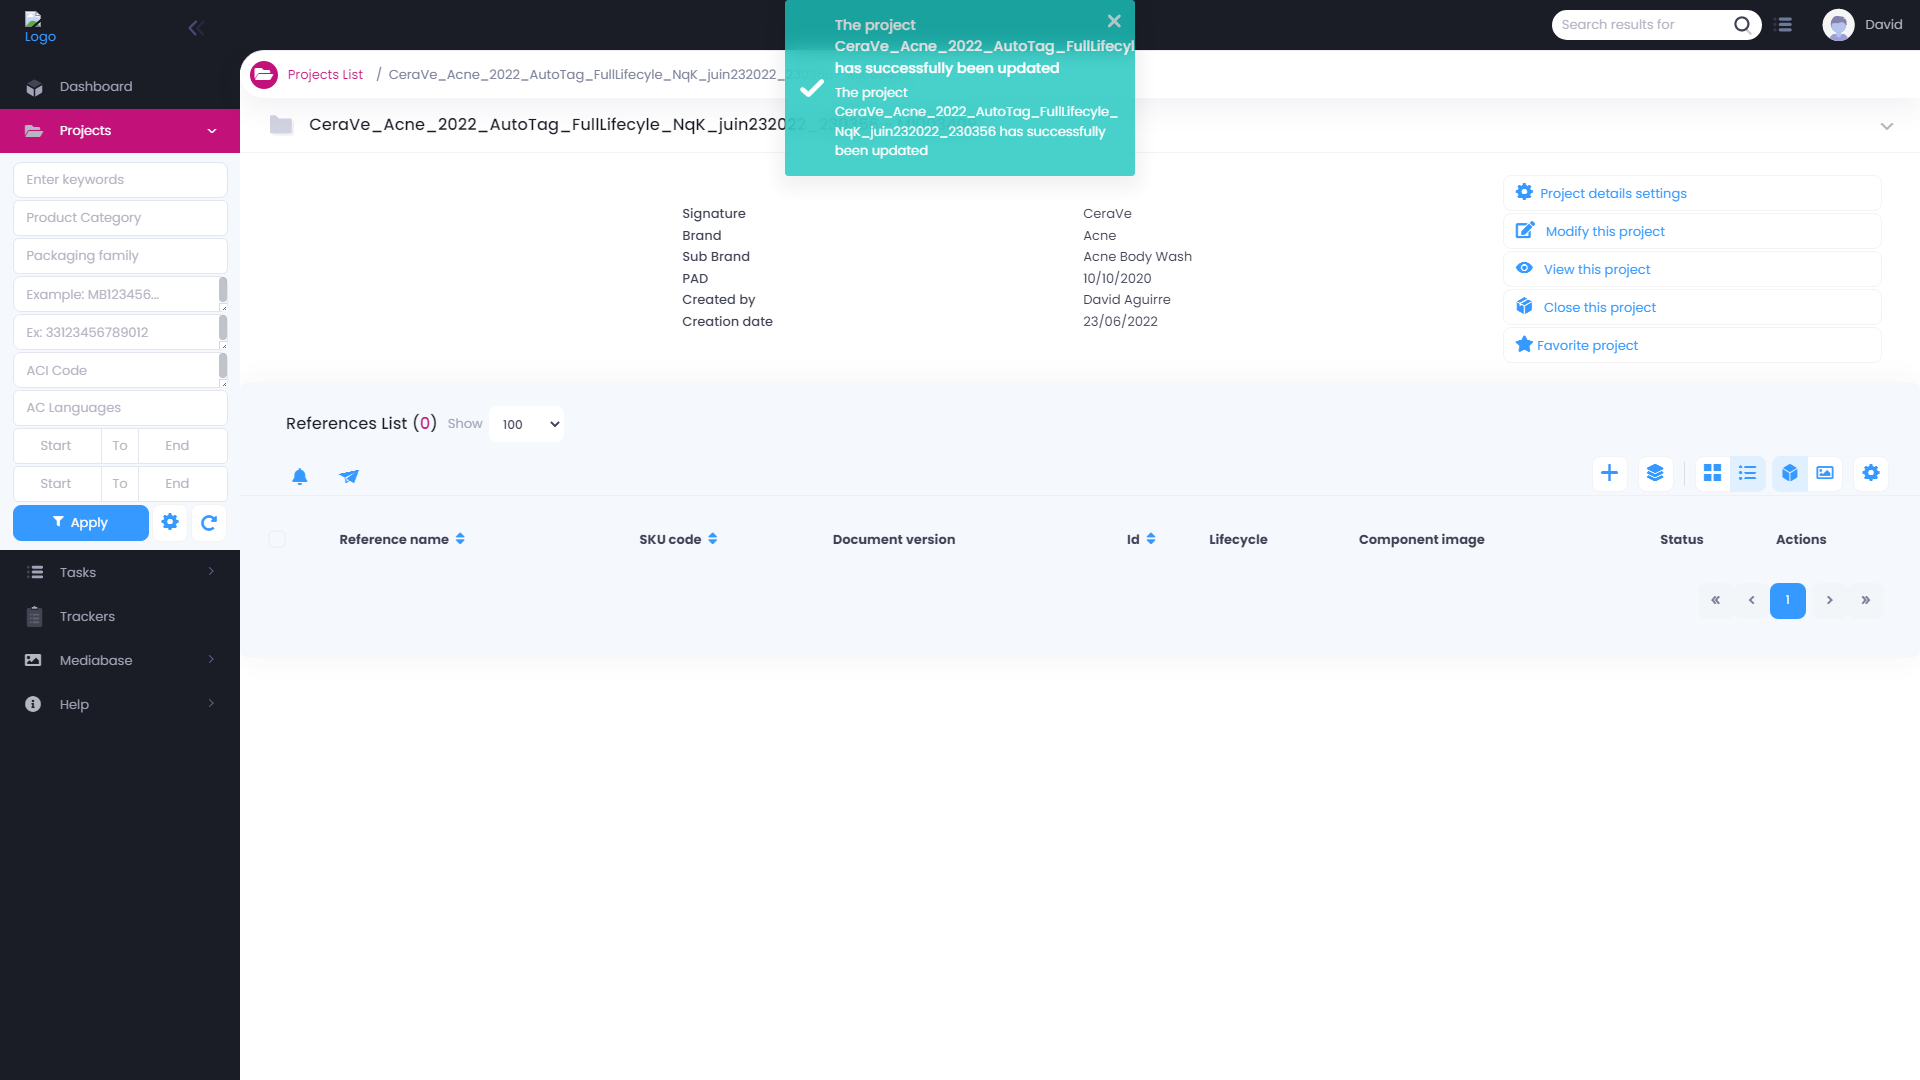 Logo
The project
CeraVe_Acne_2022_AutoTag_FullLifecyl
has successfully been updated
The project
CeraVe_Acne_2022_AutoTag_FullLifecyle_
NqK_juin232022_230356 has successfully
been updated
Search results for
David
Dashboard
Projects
Enter keywords
Product Category
Packaging family
Example: MB123456...
Ex: 33123456789012
ACI Code
AC Languages
Start To End
Start To End
Apply
Tasks
Trackers
Mediabase
Help
Projects List / CeraVe_Acne_2022_AutoTag_FullLifecyle_NqK_juin232022_230356
CeraVe_Acne_2022_AutoTag_FullLifecyle_NqK_juin232022_230356
Signature CeraVe
Brand Acne
Sub Brand Acne Body Wash
PAD 10/10/2020
Created by David Aguirre
Creation date 23/06/2022
Project details settings
Modify this project
View this project
Close this project
Favorite project
References List (0) Show 100
Reference name SKU code Document version Id Lifecycle Component image Status Actions
« ‹ 1 › »